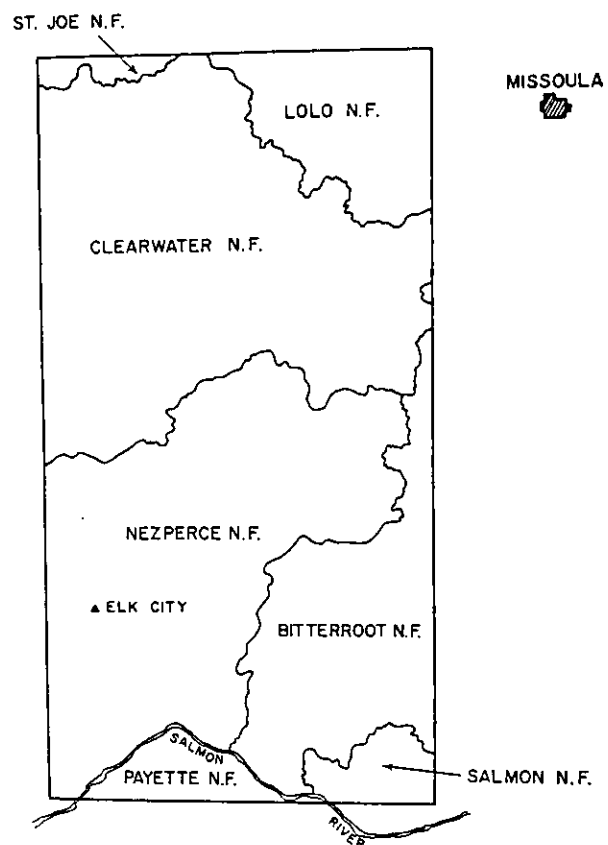 ST. JOE N.F.
MISSOULA
LOLO N.F.
CLEARWATER N.F.
NEZPERCE N.F.
ELK CITY
BITTERROOT N.F.
SALMON
PAYETTE N.F.
SALMON N.F.
RIVER